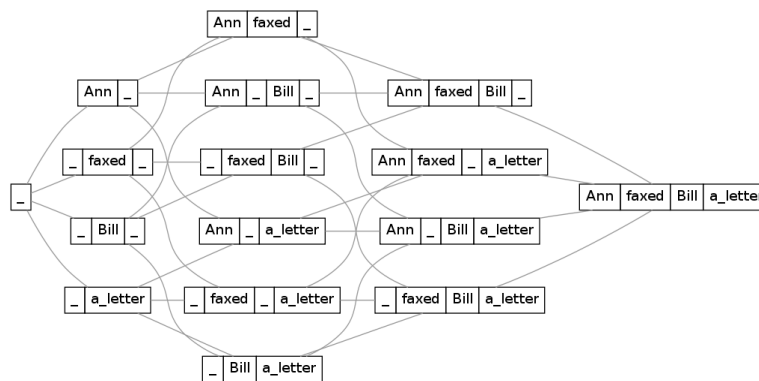 Ann faxed _
Ann _
Ann _ Bill _
Ann faxed Bill _
_ faxed _
_ faxed Bill _
Ann faxed _ a_letter
_
Ann faxed Bill a_letter
_ Bill _
Ann _ a_letter
Ann _ Bill a_letter
_ a_letter
_ faxed _ a_letter
_ faxed Bill a_letter
_ Bill a_letter